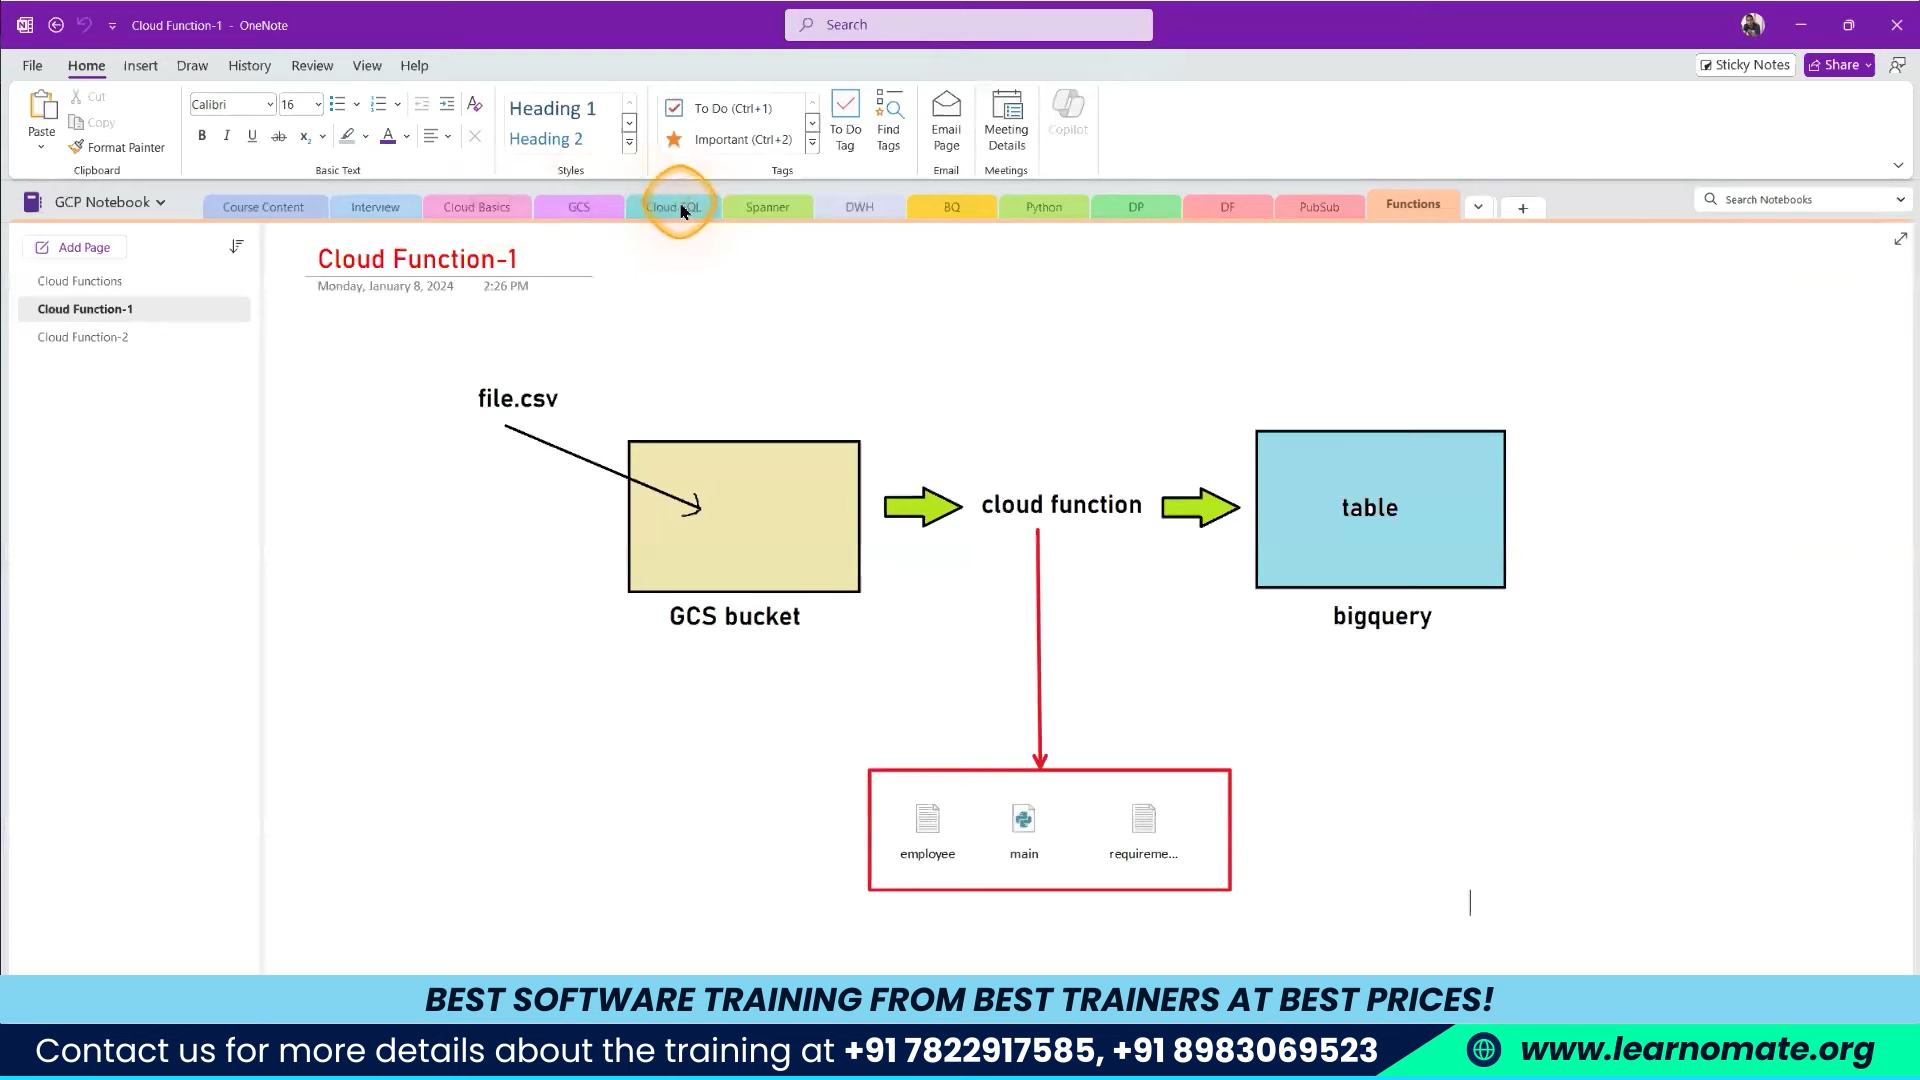 Cloud Function-1 - OneNote
Search
File Home Insert Draw History Review View Help
Sticky Notes Share
Paste
Cut
Copy
Format Painter
Clipboard
Calibri 16
B I U ab x₂ A
Basic Text
Heading 1
Heading 2
Styles
To Do (Ctrl+1)
Important (Ctrl+2)
Tags
To Do Tag
Find Tags
Email Page
Email
Meeting Details
Meetings
Copilot
GCP Notebook
Course Content Interview Cloud Basics GCS Cloud SQL Spanner DWH BQ Python DP DF PubSub Functions
Search Notebooks
Add Page
Cloud Functions
Cloud Function-1
Cloud Function-2
Cloud Function-1
Monday, January 8, 2024 2:26 PM
file.csv
cloud function
table
GCS bucket
bigquery
employee main requireme...
BEST SOFTWARE TRAINING FROM BEST TRAINERS AT BEST PRICES!
Contact us for more details about the training at +91 7822917585, +91 8983069523
www.learnomate.org